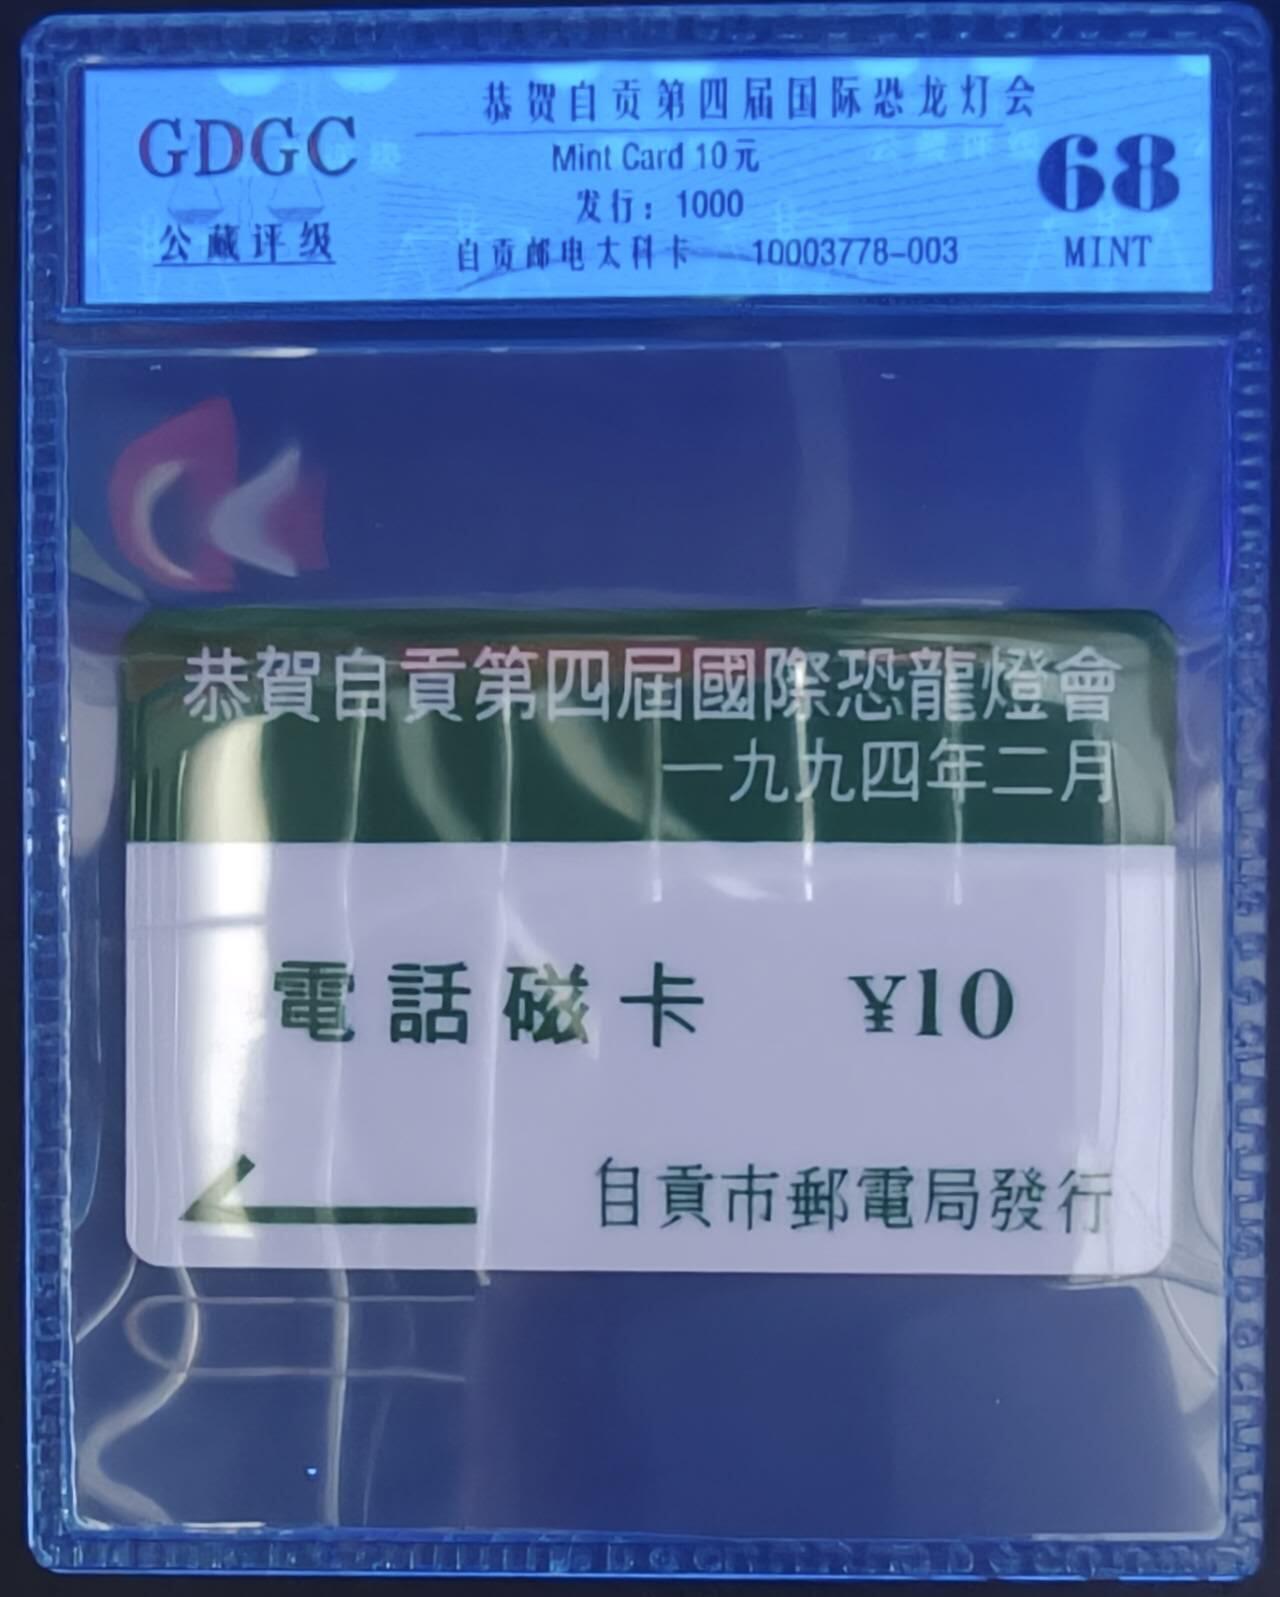 恭贺自贡第四届国际恐龙灯会
GDGC
Mint Card 10元
68
发行：1000
公藏评级
自贡邮电太科卡 10003778-003
MINT
恭賀自貢第四屆國際恐龍燈會
一九九四年二月
電話磁卡 ¥10
自貢市郵電局發行